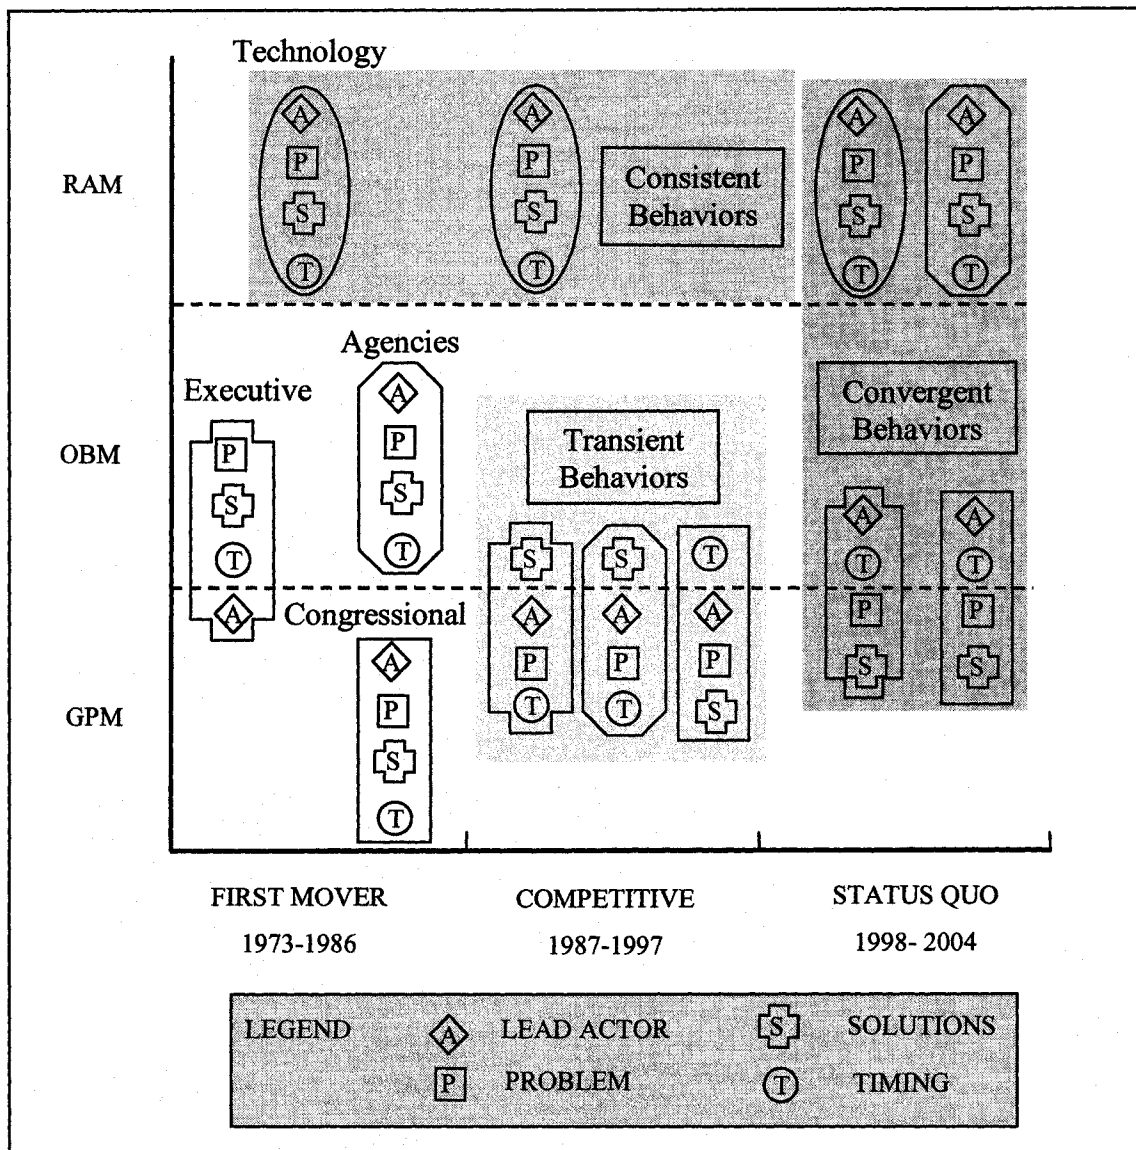 Technology
A
A
A
A
RAM
P
P
Consistent
Behaviors
P
P
S
S
S
S
T
T
T
T
Agencies
Executive
A
OBM
P
P
S
S
T
T
A
Transient
Behaviors
Convergent
Behaviors
S
S
T
A
A
T
T
Congressional
A
A
A
P
P
GPM
A
P
S
T
P
P
P
T
T
S
S
S
FIRST MOVER
1973-1986
COMPETITIVE
1987-1997
STATUS QUO
1998- 2004
LEGEND
A LEAD ACTOR
S SOLUTIONS
P PROBLEM
T TIMING